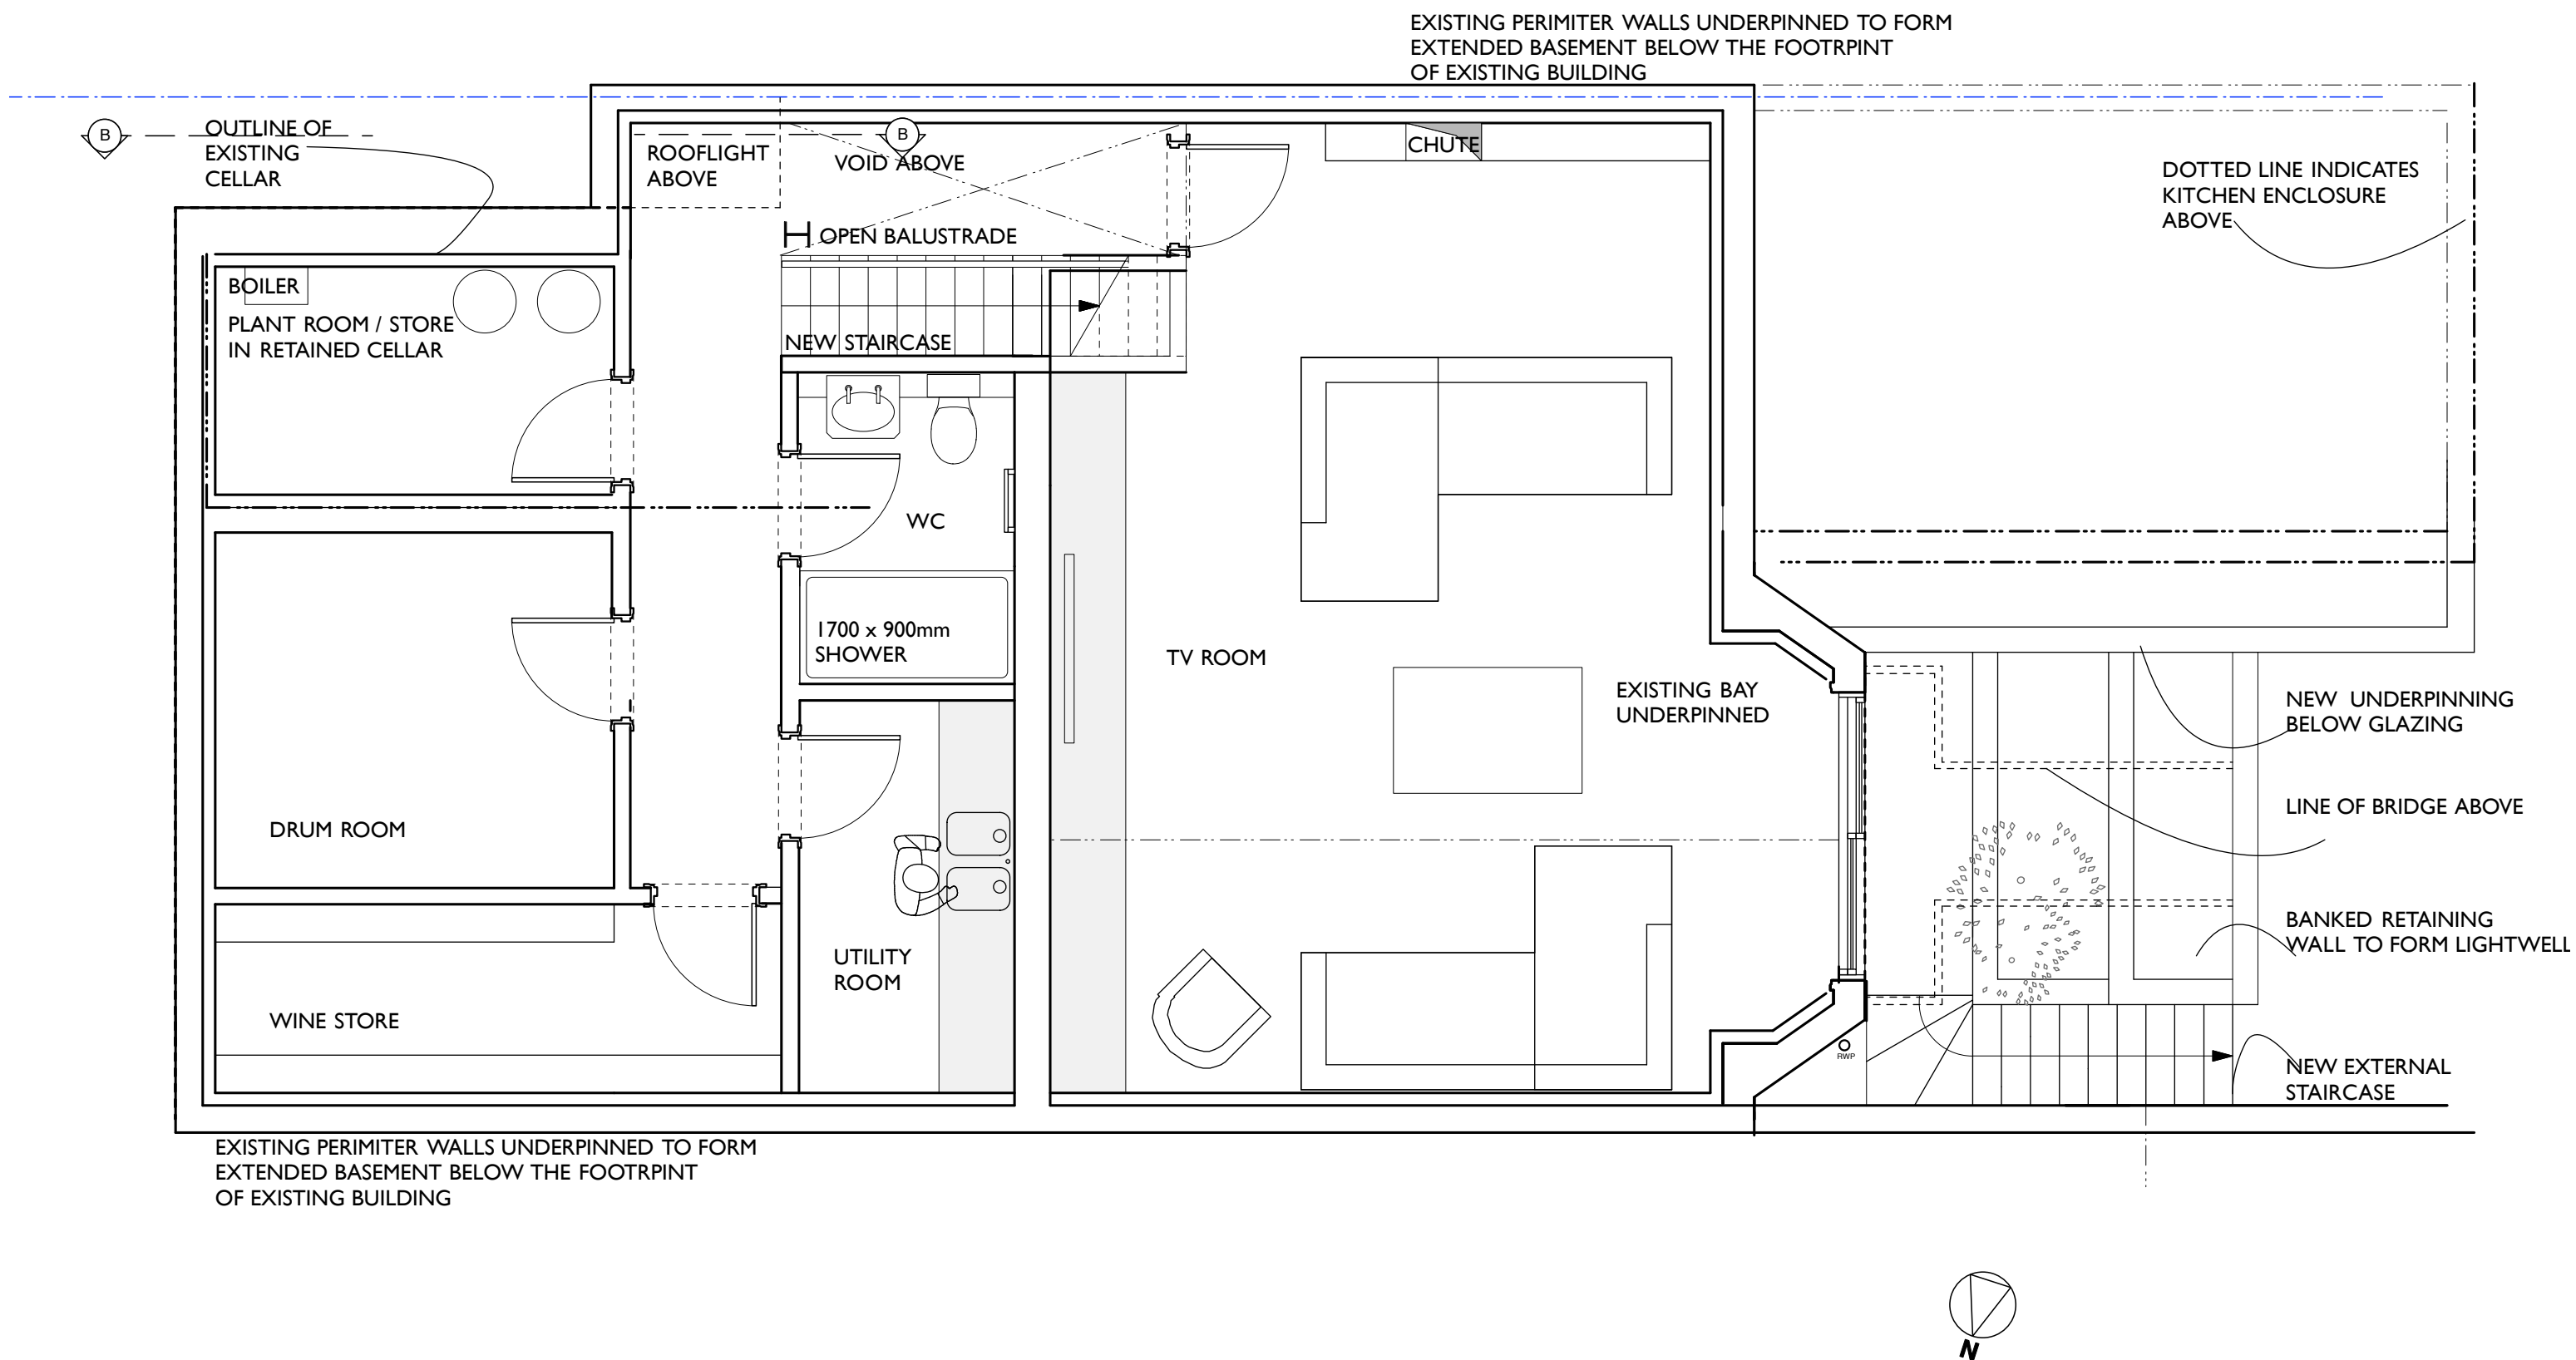 EXISTING PERIMITER WALLS UNDERPINNED TO FORM
EXTENDED BASEMENT BELOW THE FOOTRPINT
OF EXISTING BUILDING
B
OUTLINE OF
EXISTING
CELLAR
B
ROOFLIGHT
ABOVE
VOID ABOVE
CHUTE
DOTTED LINE INDICATES
KITCHEN ENCLOSURE
ABOVE
OPEN BALUSTRADE
BOILER
PLANT ROOM / STORE
IN RETAINED CELLAR
NEW STAIRCASE
WC
1700 x 900mm
SHOWER
TV ROOM
EXISTING BAY
UNDERPINNED
NEW UNDERPINNING
BELOW GLAZING
LINE OF BRIDGE ABOVE
DRUM ROOM
BANKED RETAINING
WALL TO FORM LIGHTWELL
UTILITY
ROOM
WINE STORE
RWP
NEW EXTERNAL
STAIRCASE
EXISTING PERIMITER WALLS UNDERPINNED TO FORM
EXTENDED BASEMENT BELOW THE FOOTRPINT
OF EXISTING BUILDING
N